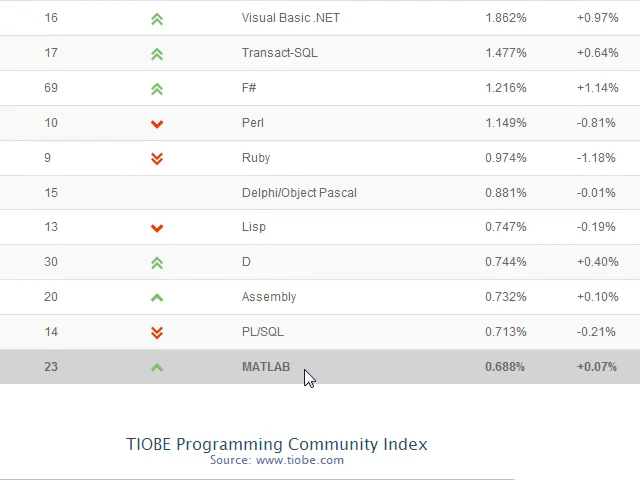 16 Visual Basic .NET 1.862% +0.97%
17 Transact-SQL 1.477% +0.64%
69 F# 1.216% +1.14%
10 Perl 1.149% -0.81%
9 Ruby 0.974% -1.18%
15 Delphi/Object Pascal 0.881% -0.01%
13 Lisp 0.747% -0.19%
30 D 0.744% +0.40%
20 Assembly 0.732% +0.10%
14 PL/SQL 0.713% -0.21%
23 MATLAB 0.688% +0.07%
TIOBE Programming Community Index
Source: www.tiobe.com